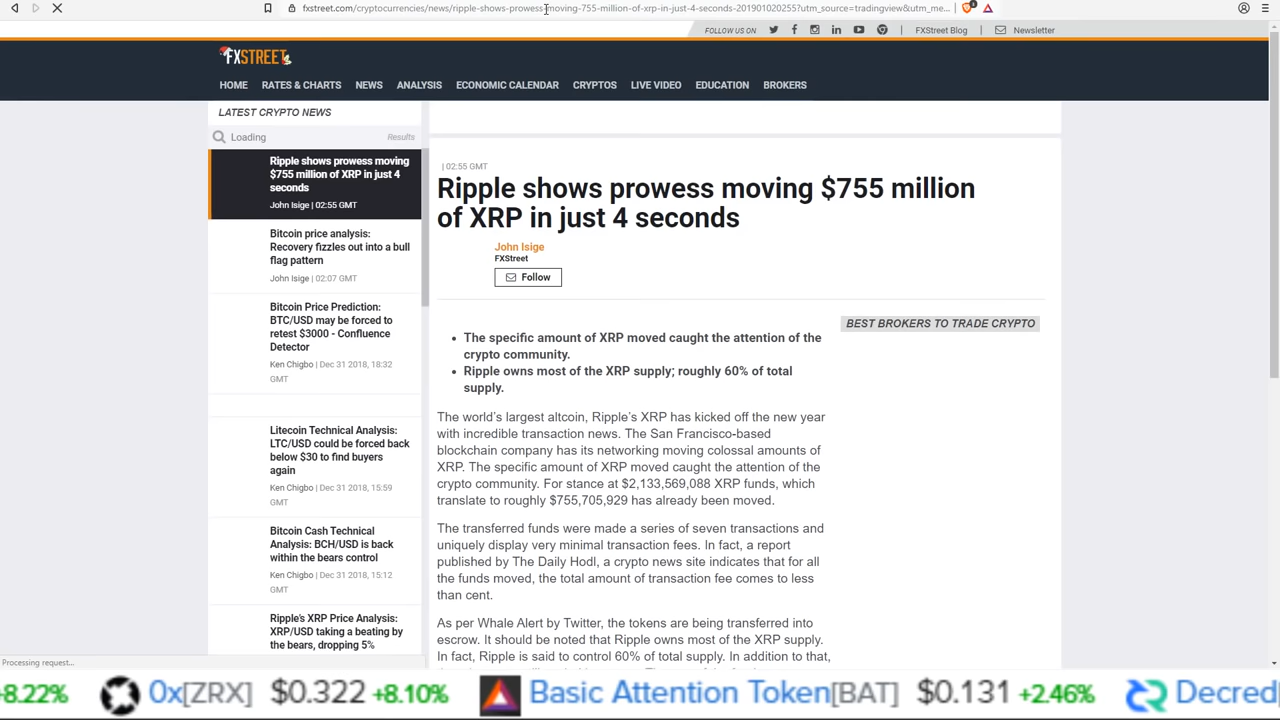 fxstreet.com/cryptocurrencies/news/ripple-shows-prowess-moving-755-million-of-xrp-in-just-4-seconds-201901020255?utm_source=tradingview&utm_me...
FOLLOW US ON
FXStreet Blog
Newsletter
FXSTREET
HOME RATES & CHARTS NEWS ANALYSIS ECONOMIC CALENDAR CRYPTOS LIVE VIDEO EDUCATION BROKERS
LATEST CRYPTO NEWS
Loading
Results
Ripple shows prowess moving
$755 million of XRP in just 4
seconds
John Isige | 02:55 GMT
Bitcoin price analysis:
Recovery fizzles out into a bull
flag pattern
John Isige | 02:07 GMT
Bitcoin Price Prediction:
BTC/USD may be forced to
retest $3000 - Confluence
Detector
Ken Chigbo | Dec 31 2018, 18:32
GMT
Litecoin Technical Analysis:
LTC/USD could be forced back
below $30 to find buyers
again
Ken Chigbo | Dec 31 2018, 15:59
GMT
Bitcoin Cash Technical
Analysis: BCH/USD is back
within the bears control
Ken Chigbo | Dec 31 2018, 15:12
GMT
Ripple's XRP Price Analysis:
XRP/USD taking a beating by
the bears, dropping 5%
| 02:55 GMT
Ripple shows prowess moving $755 million
of XRP in just 4 seconds
John Isige
FXStreet
Follow
BEST BROKERS TO TRADE CRYPTO
• The specific amount of XRP moved caught the attention of the
crypto community.
• Ripple owns most of the XRP supply; roughly 60% of total
supply.
The world's largest altcoin, Ripple's XRP has kicked off the new year
with incredible transaction news. The San Francisco-based
blockchain company has its networking moving colossal amounts of
XRP. The specific amount of XRP moved caught the attention of the
crypto community. For stance at $2,133,569,088 XRP funds, which
translate to roughly $755,705,929 has already been moved.
The transferred funds were made a series of seven transactions and
uniquely display very minimal transaction fees. In fact, a report
published by The Daily Hodl, a crypto news site indicates that for all
the funds moved, the total amount of transaction fee comes to less
than cent.
As per Whale Alert by Twitter, the tokens are being transferred into
escrow. It should be noted that Ripple owns most of the XRP supply.
In fact, Ripple is said to control 60% of total supply. In addition to that,
Processing request...
+8.22% 0x[ZRX] $0.322 +8.10% Basic Attention Token[BAT] $0.131 +2.46% Decred[